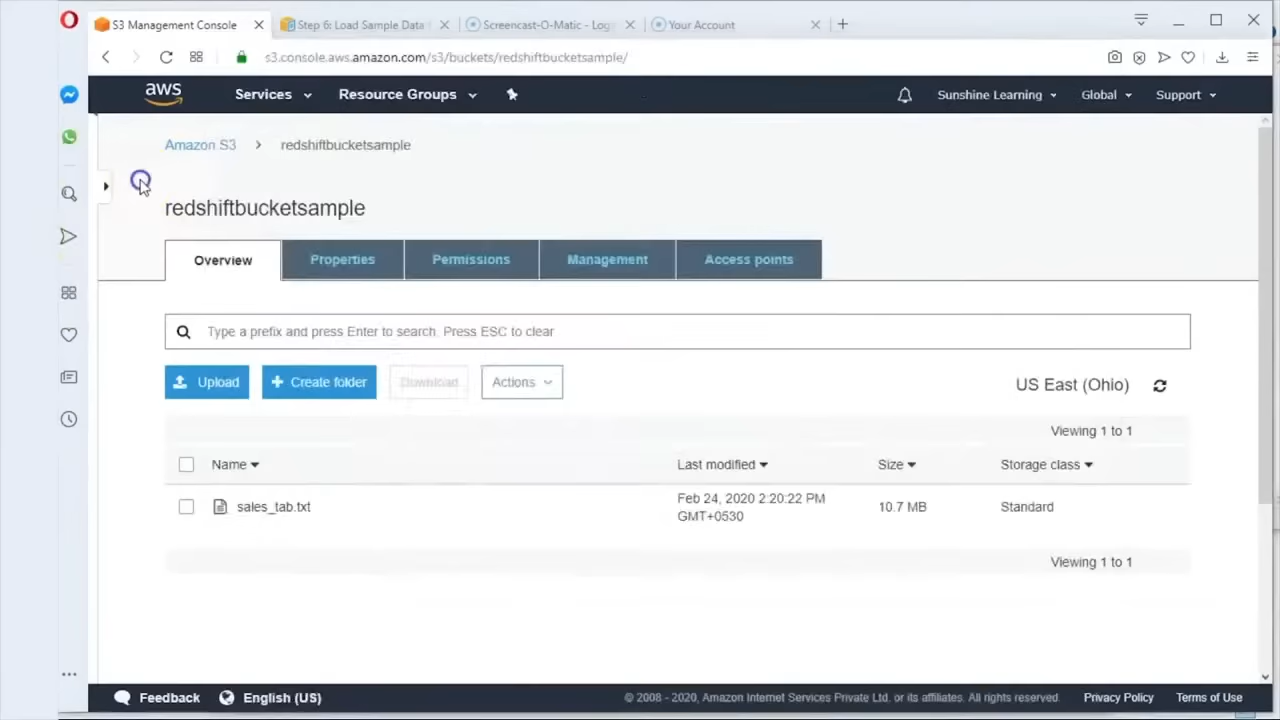 S3 Management Console
Step 6: Load Sample Data
Screencast-O-Matic - Log
Your Account
s3.console.aws.amazon.com/s3/buckets/redshiftbucketsample/
aws
Services
Resource Groups
Sunshine Learning
Global
Support
Amazon S3 > redshiftbucketsample
redshiftbucketsample
Overview
Properties
Permissions
Management
Access points
Type a prefix and press Enter to search. Press ESC to clear
Upload
Create folder
Download
Actions
US East (Ohio)
Viewing 1 to 1
Name
Last modified
Size
Storage class
sales_tab.txt
Feb 24, 2020 2:20:22 PM
GMT+0530
10.7 MB
Standard
Viewing 1 to 1
Feedback
English (US)
© 2008 - 2020, Amazon Internet Services Private Ltd. or its affiliates. All rights reserved.
Privacy Policy
Terms of Use